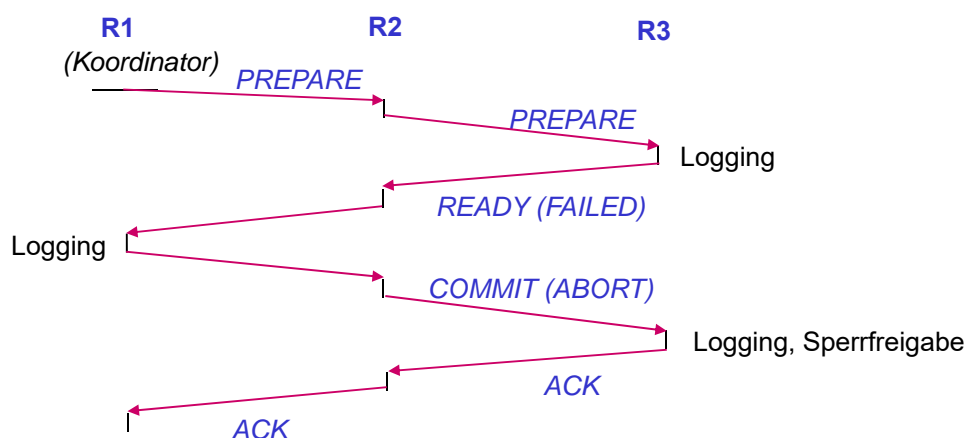 R1 R2 R3
(Koordinator)
PREPARE
PREPARE
Logging
READY (FAILED)
Logging
COMMIT (ABORT)
Logging, Sperrfreigabe
ACK
ACK